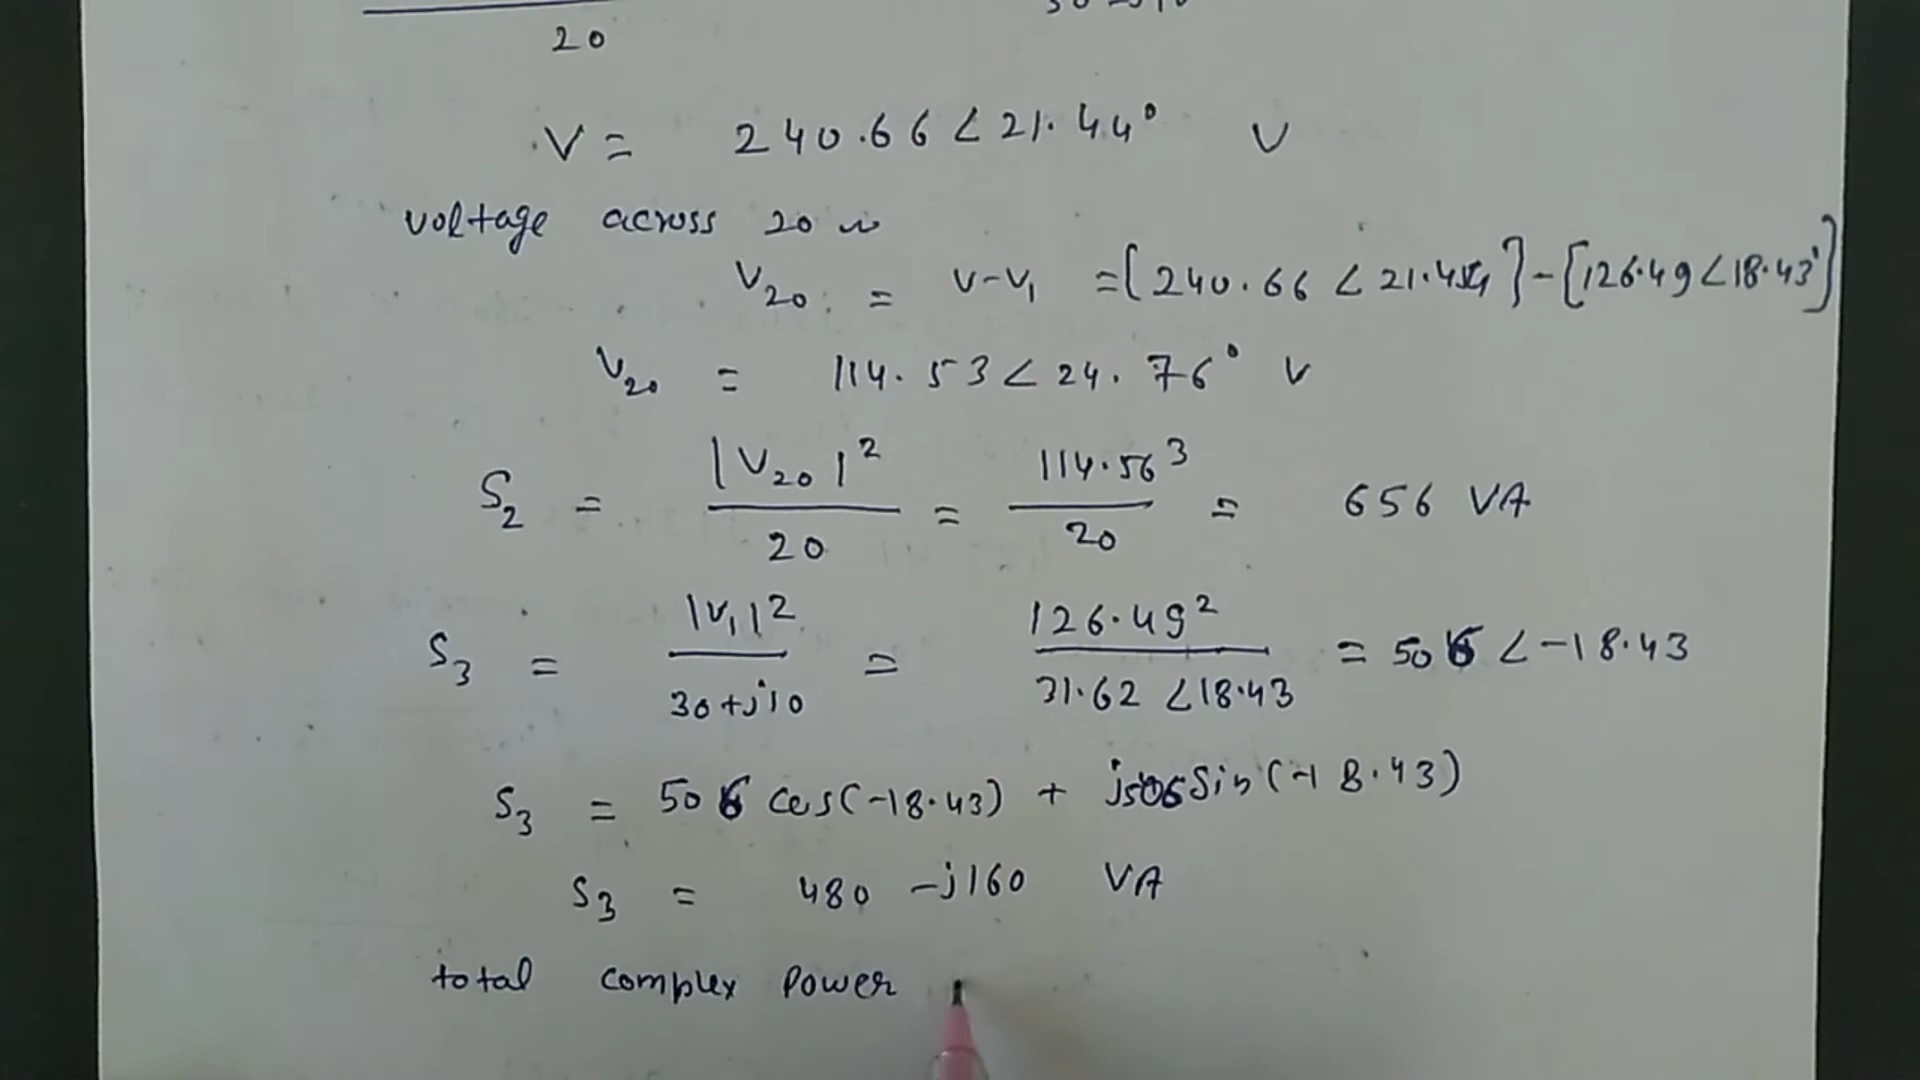 20
V = 240.66 < 21.44° V
voltage across 20 ω
V20 = V-V1 = [240.66 < 21.454] - [126.49 < 18.43°]
V20 = 114.53 < 24.76° V
S2 = |V20|² / 20 = 114.56³ / 20 = 656 VA
S3 = |V1|² / 30+j10 = 126.49² / 31.62 < 18.43 = 506 < -18.43
S3 = 506 cos(-18.43) + j506 Sin(-18.43)
S3 = 480 - j160 VA
total complex Power